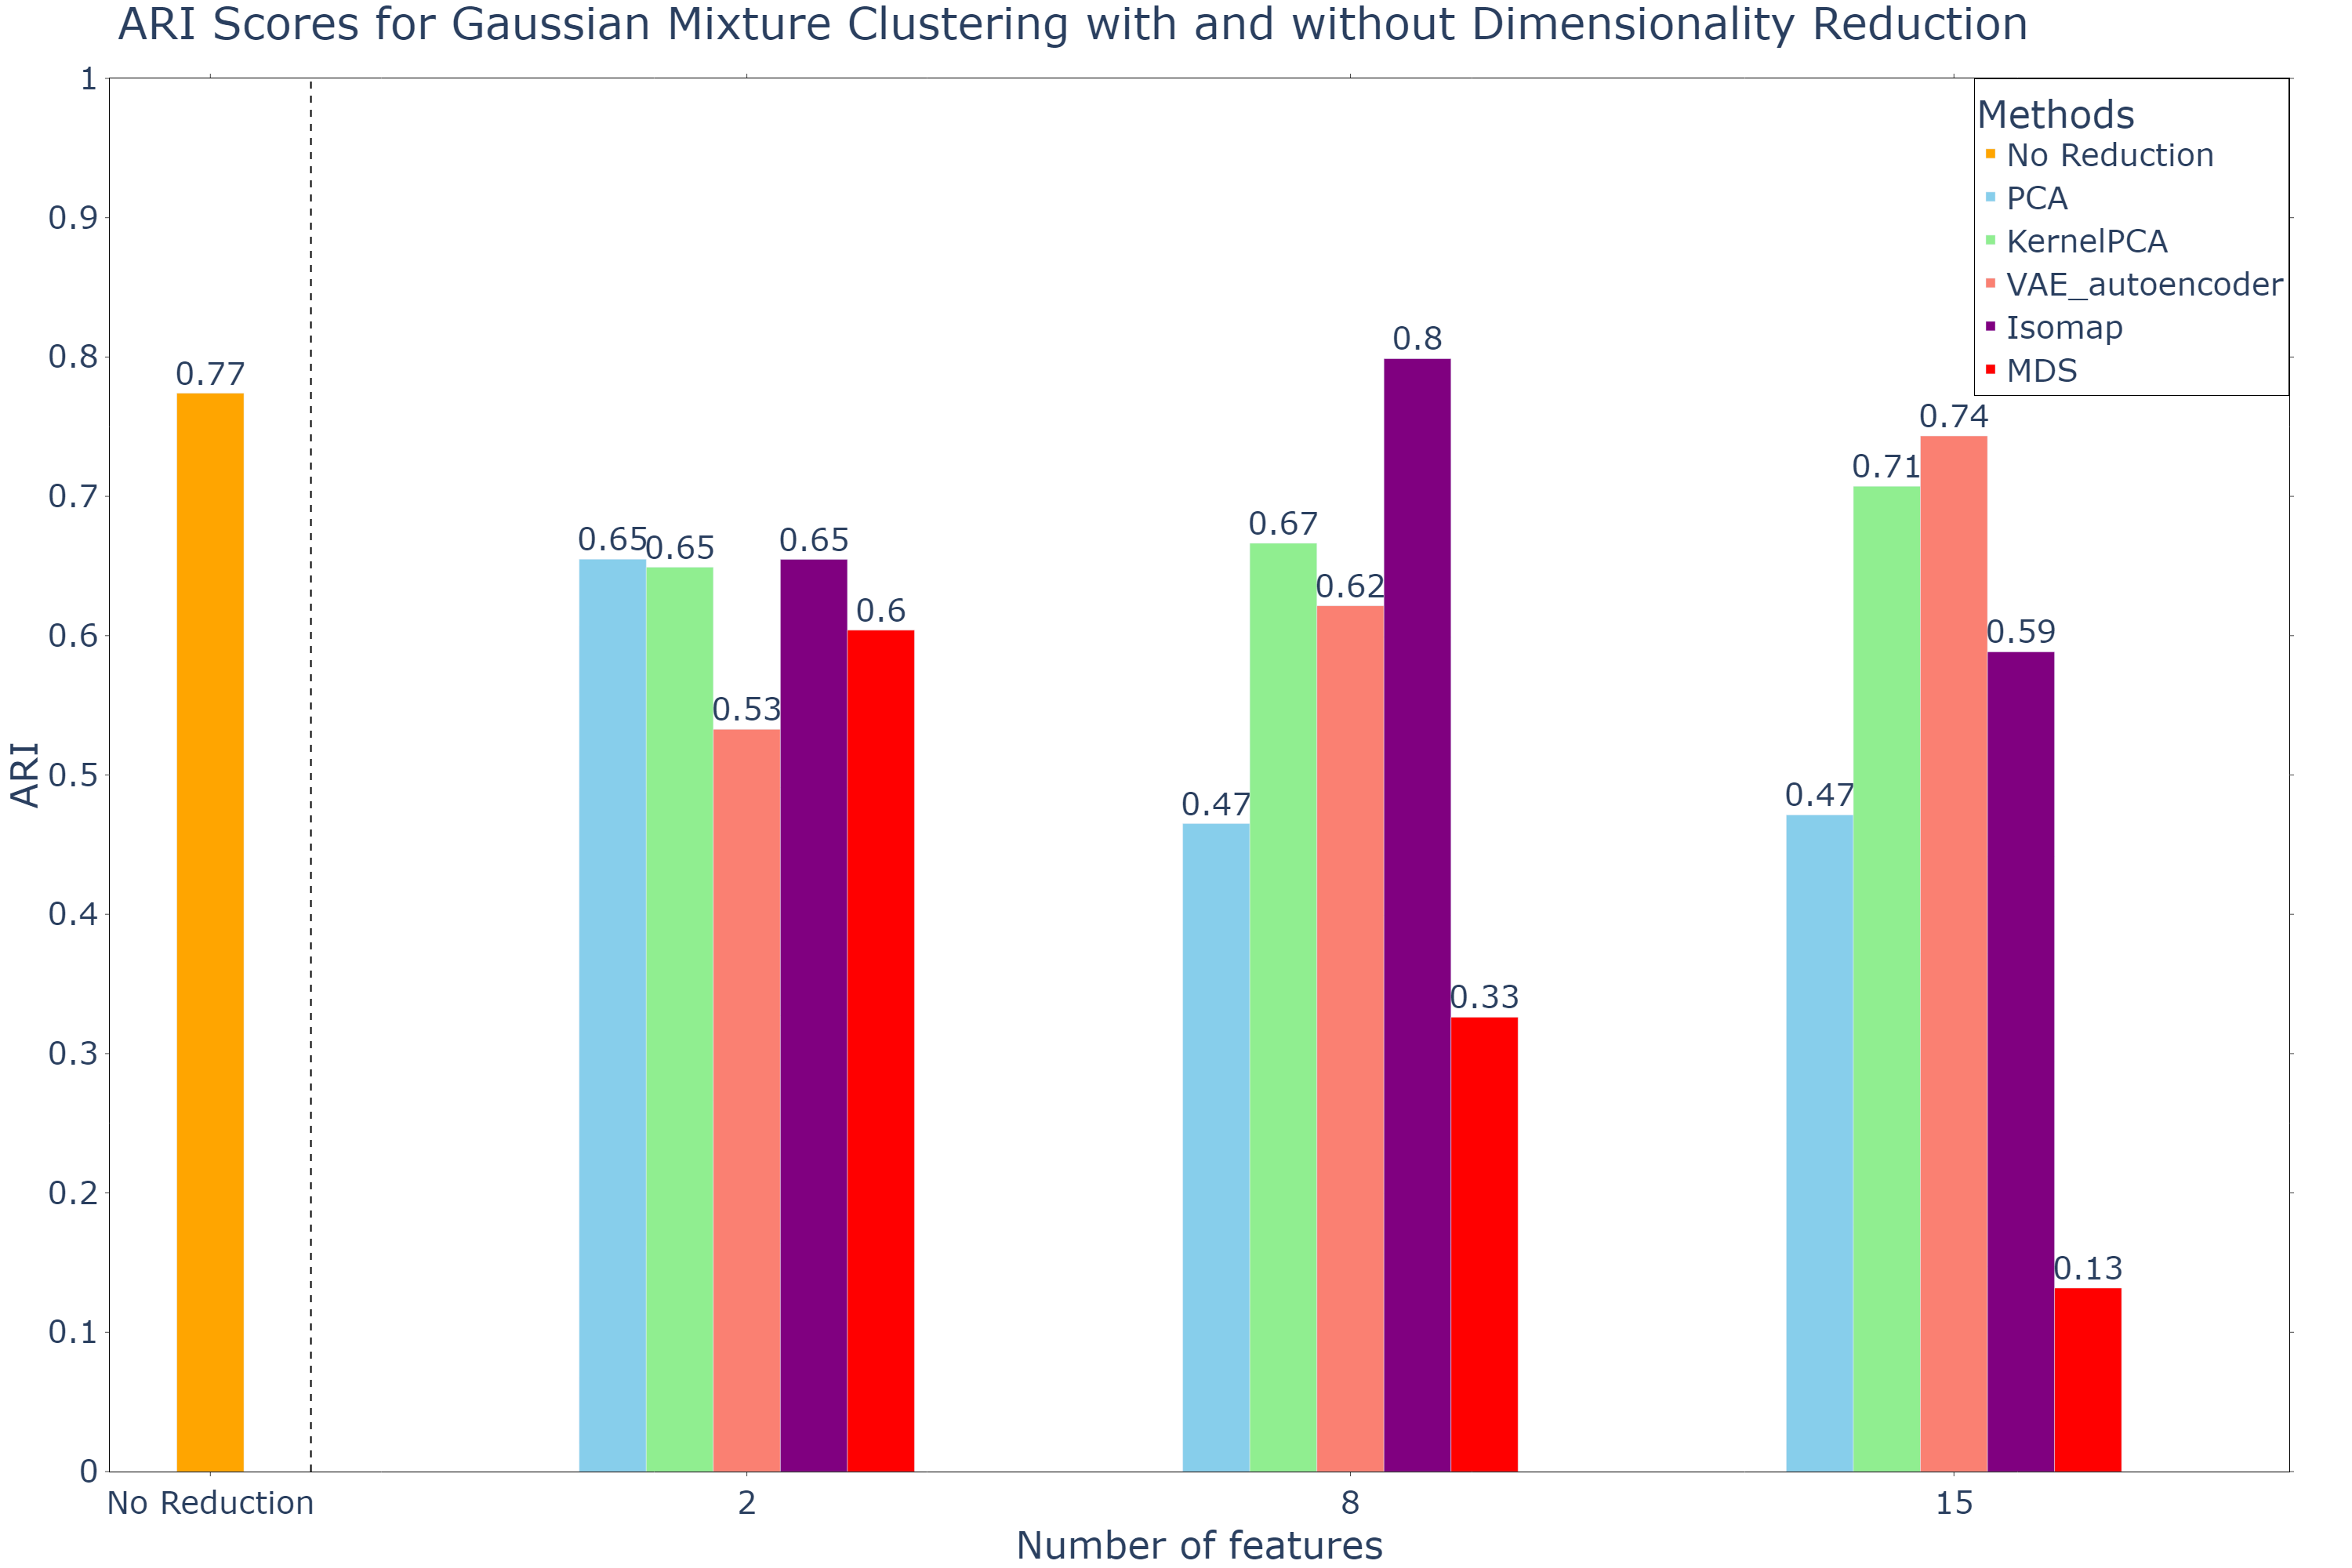 ARI Scores for Gaussian Mixture Clustering with and without Dimensionality Reduction
Methods
No Reduction
PCA
KernelPCA
VAE_autoencoder
Isomap
MDS
ARI
1
0.9
0.8
0.7
0.6
0.5
0.4
0.3
0.2
0.1
0
0.77
0.65
0.65
0.53
0.65
0.6
0.47
0.67
0.62
0.8
0.33
0.47
0.71
0.74
0.59
0.13
No Reduction
2
8
15
Number of features